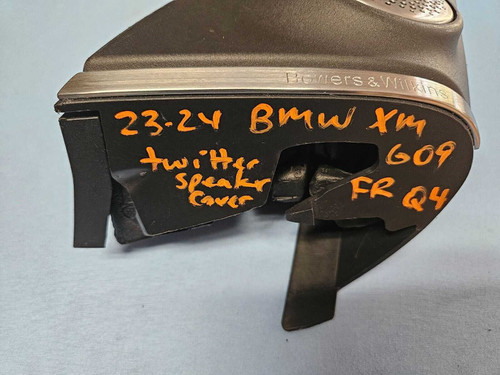 Bowers & Wilkins
23-24 BMW XM
G09
twitter
speaker
cover
FR Q4